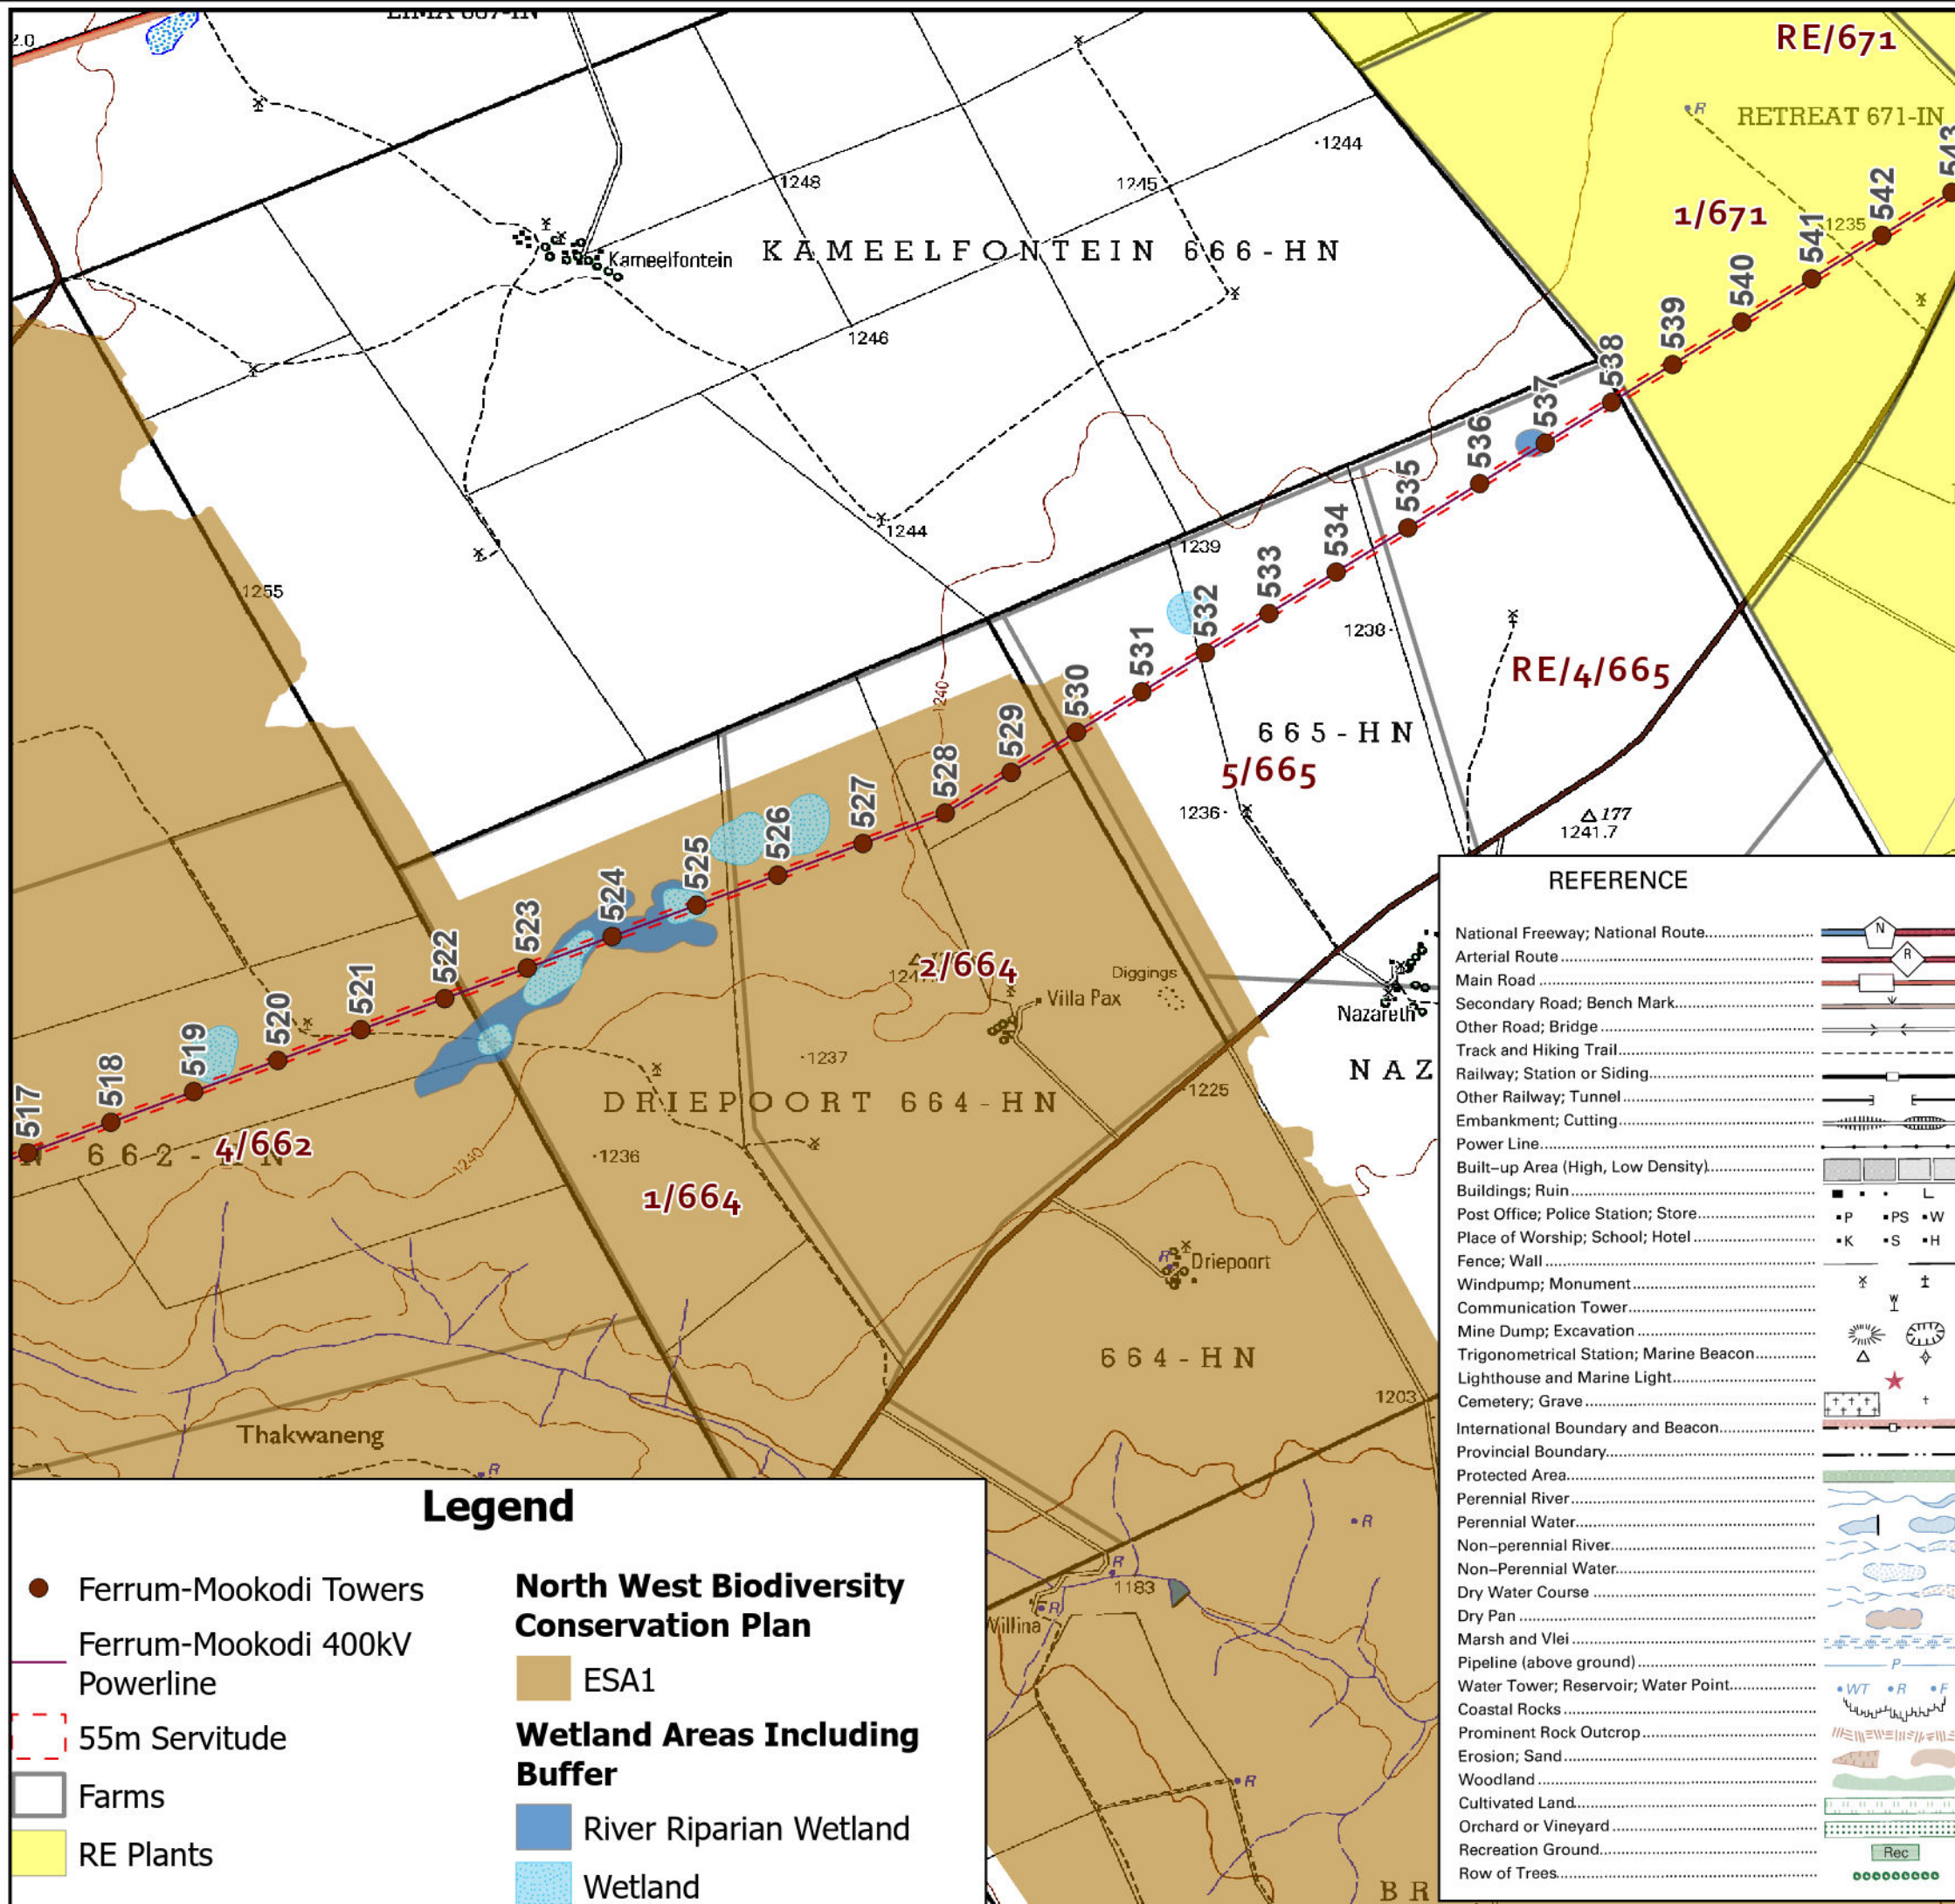 LIMA 667-IN
2.0
RE/671
RETREAT 671-IN
R
1244
1248
1245
1/671
1235
543
542
541
540
539
538
537
536
535
534
533
532
531
530
529
528
527
526
525
524
523
522
521
520
519
518
517
Kameelfontein
KAMEELFONTEIN 666-HN
1246
1244
1239
1255
1238
RE/4/665
1240
665-HN
5/665
1236
177
1241.7
2/664
Diggings
Villa Pax
Nazareth
NAZ
1237
DRIEPOORT 664-HN
1225
662-HN
4/662
1240
1236
1/664
R
Driepoort
664-HN
1203
Thakwaneng
R
R
R
1183
R
Willina
R
BR
Legend
Ferrum-Mookodi Towers
Ferrum-Mookodi 400kV
Powerline
55m Servitude
Farms
RE Plants
North West Biodiversity
Conservation Plan
ESA1
Wetland Areas Including
Buffer
River Riparian Wetland
Wetland
REFERENCE
National Freeway; National Route N
Arterial Route R
Main Road
Secondary Road; Bench Mark
Other Road; Bridge
Track and Hiking Trail
Railway; Station or Siding
Other Railway; Tunnel
Embankment; Cutting
Power Line
Built-up Area (High, Low Density)
Buildings; Ruin
Post Office; Police Station; Store P PS W
Place of Worship; School; Hotel K S H
Fence; Wall
Windpump; Monument
Communication Tower
Mine Dump; Excavation
Trigonometrical Station; Marine Beacon
Lighthouse and Marine Light
Cemetery; Grave
International Boundary and Beacon
Provincial Boundary
Protected Area
Perennial River
Perennial Water
Non-perennial River
Non-Perennial Water
Dry Water Course
Dry Pan
Marsh and Vlei
Pipeline (above ground) P
Water Tower; Reservoir; Water Point WT R F
Coastal Rocks
Prominent Rock Outcrop
Erosion; Sand
Woodland
Cultivated Land
Orchard or Vineyard
Recreation Ground Rec
Row of Trees